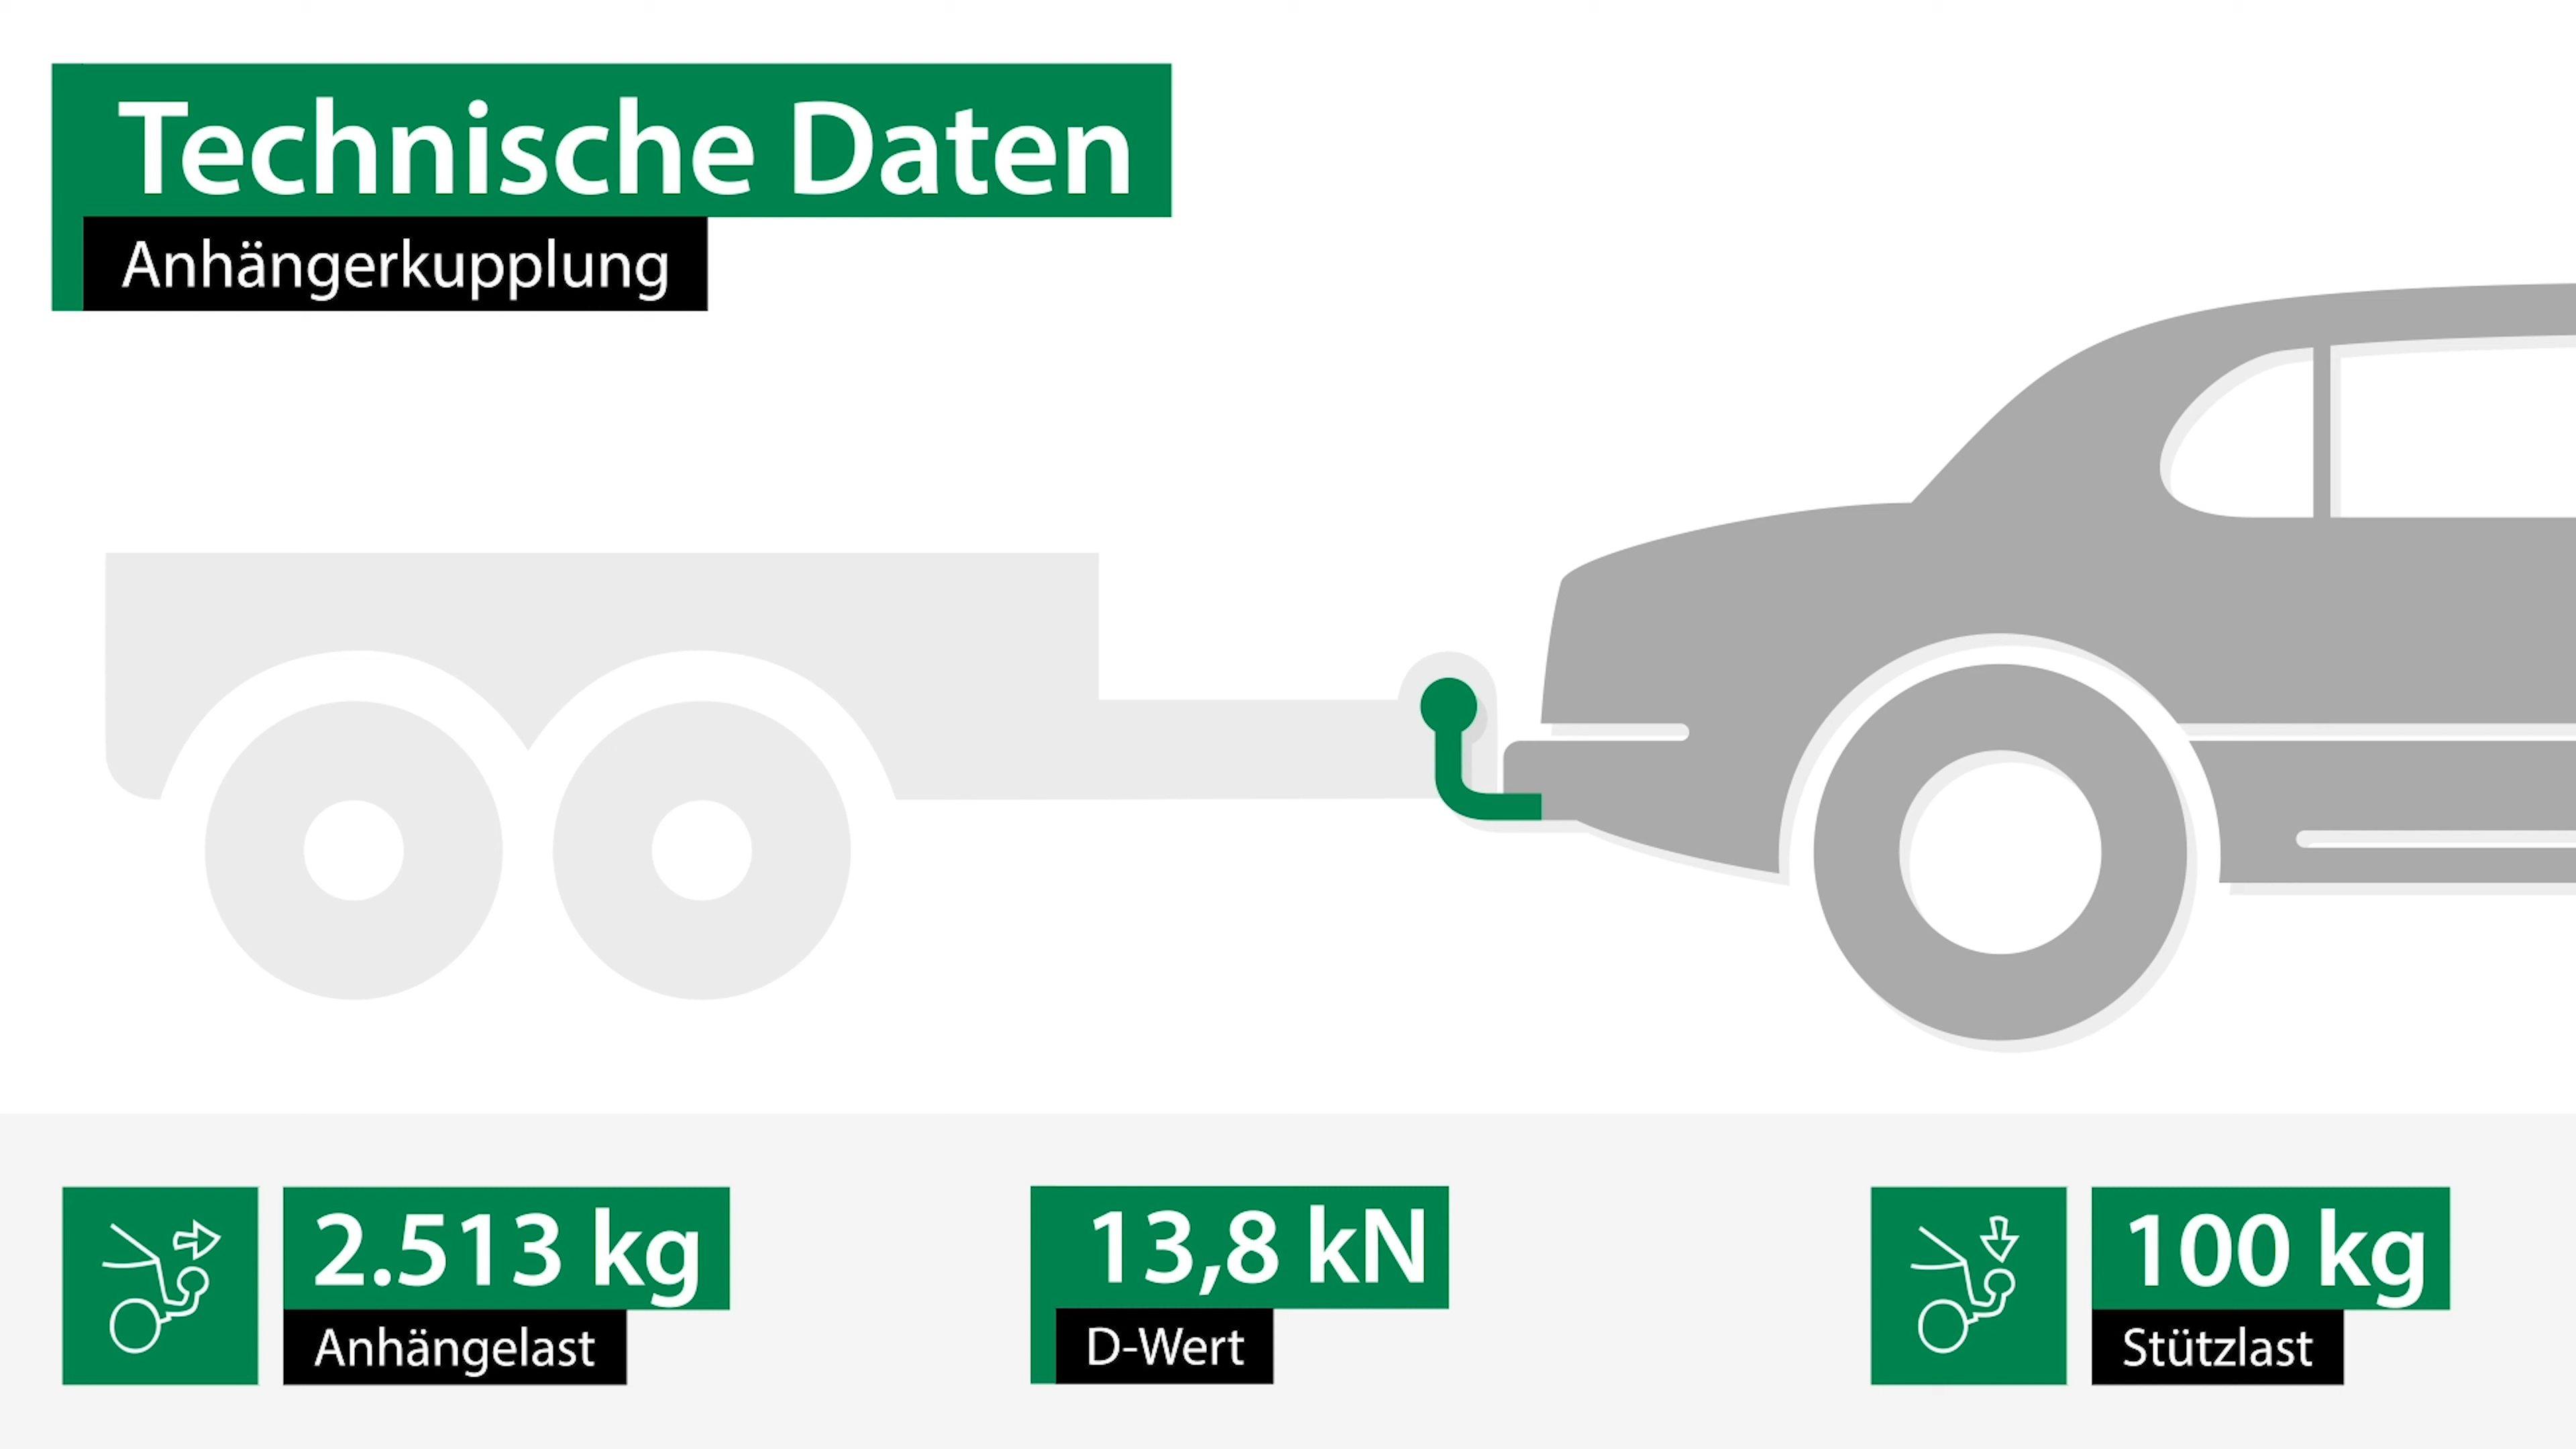 Technische Daten
Anhängerkupplung
2.513 kg
Anhängelast
13,8 kN
D-Wert
100 kg
Stützlast